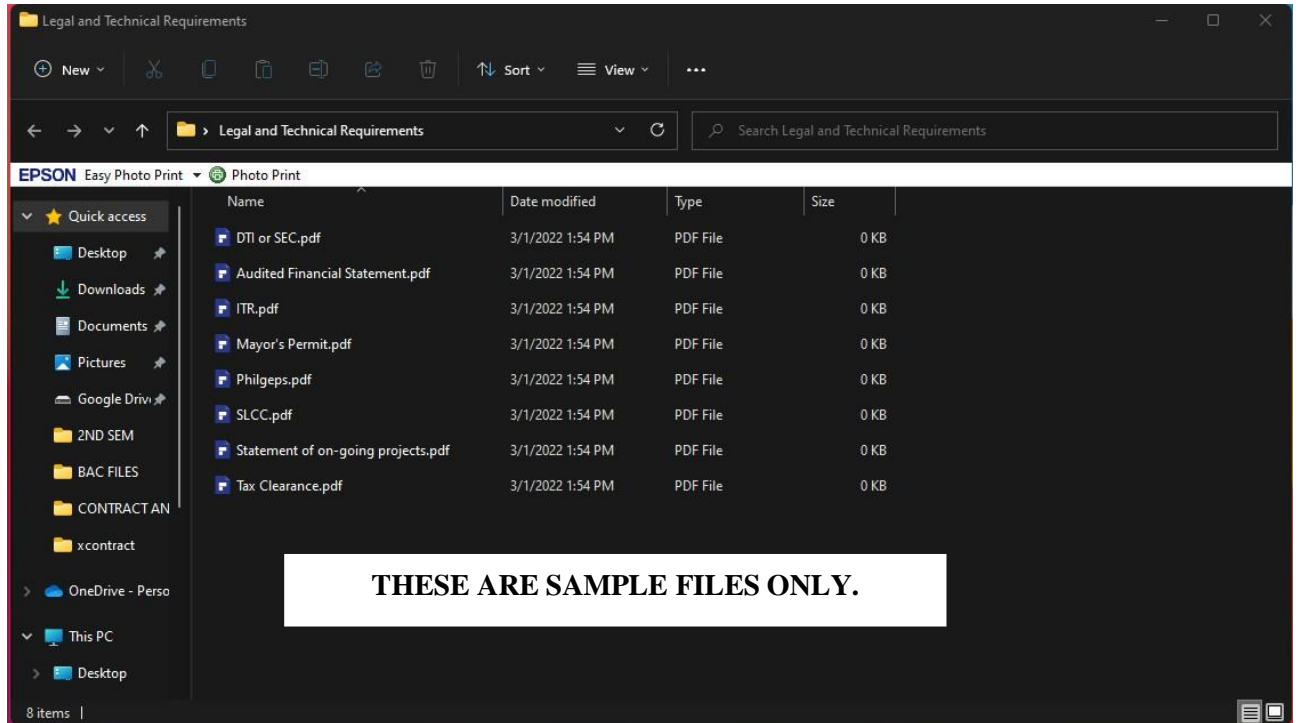 Legal and Technical Requirements
New Sort View
Legal and Technical Requirements Search Legal and Technical Requirements
EPSON Easy Photo Print Photo Print
Name Date modified Type Size
Quick access
Desktop
Downloads
Documents
Pictures
Google Driv
2ND SEM
BAC FILES
CONTRACT AN
xcontract
OneDrive - Perso
This PC
Desktop
DTI or SEC.pdf 3/1/2022 1:54 PM PDF File 0 KB
Audited Financial Statement.pdf 3/1/2022 1:54 PM PDF File 0 KB
ITR.pdf 3/1/2022 1:54 PM PDF File 0 KB
Mayor's Permit.pdf 3/1/2022 1:54 PM PDF File 0 KB
Philgeps.pdf 3/1/2022 1:54 PM PDF File 0 KB
SLCC.pdf 3/1/2022 1:54 PM PDF File 0 KB
Statement of on-going projects.pdf 3/1/2022 1:54 PM PDF File 0 KB
Tax Clearance.pdf 3/1/2022 1:54 PM PDF File 0 KB
THESE ARE SAMPLE FILES ONLY.
8 items